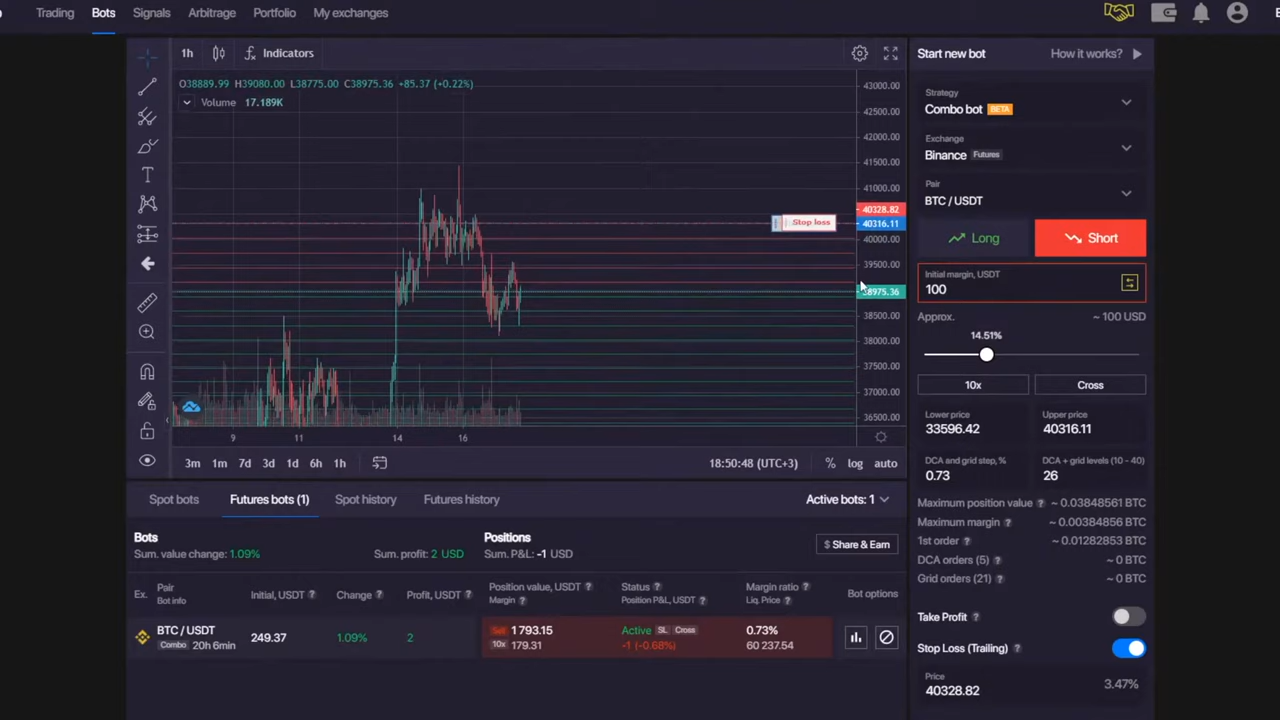 Trading Bots Signals Arbitrage Portfolio My exchanges
1h Indicators
O38889.99 H39080.00 L38775.00 C38975.36 +85.37 (+0.22%)
Volume 17.189K
43000.00
42500.00
42000.00
41500.00
41000.00
40328.82
Stop loss 40316.11
40000.00
39500.00
38975.36
38500.00
38000.00
37500.00
37000.00
36500.00
9 11 14 16
3m 1m 7d 3d 1d 6h 1h 18:50:48 (UTC+3) % log auto
Spot bots Futures bots (1) Spot history Futures history Active bots: 1
Bots
Sum. value change: 1.09% Sum. profit: 2 USD
Positions
Sum. P&L: -1 USD
$ Share & Earn
Ex. Pair
Bot info
Initial, USDT ? Change ? Profit, USDT ?
Position value, USDT ?
Margin ?
Status ?
Position P&L, USDT ?
Margin ratio ?
Liq. Price ?
Bot options
BTC / USDT
Combo 20h 6min
249.37 1.09% 2
1 793.15
10x 179.31
Active SL Cross
-1 (-0.68%)
0.73%
60 237.54
Start new bot How it works?
Strategy
Combo bot BETA
Exchange
Binance Futures
Pair
BTC / USDT
Long Short
Initial margin, USDT
100
Approx. ~ 100 USD
14.51%
10x Cross
Lower price
33596.42
Upper price
40316.11
DCA and grid step, %
0.73
DCA + grid levels (10 - 40)
26
Maximum position value ? ~ 0.03848561 BTC
Maximum margin ? ~ 0.00384856 BTC
1st order ? ~ 0.01282853 BTC
DCA orders (5) ? ~ 0 BTC
Grid orders (21) ? ~ 0 BTC
Take Profit ?
Stop Loss (Trailing) ?
Price
40328.82 3.47%